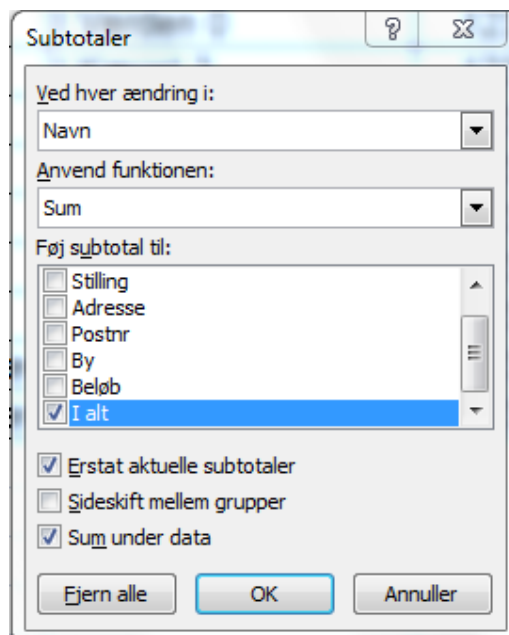 Subtotaler
Ved hver ændring i:
Navn
Anvend funktionen:
Sum
Føj subtotal til:
Stilling
Adresse
Postnr
By
Beløb
I alt
Erstat aktuelle subtotaler
Sideskift mellem grupper
Sum under data
Fjern alle
OK
Annuller